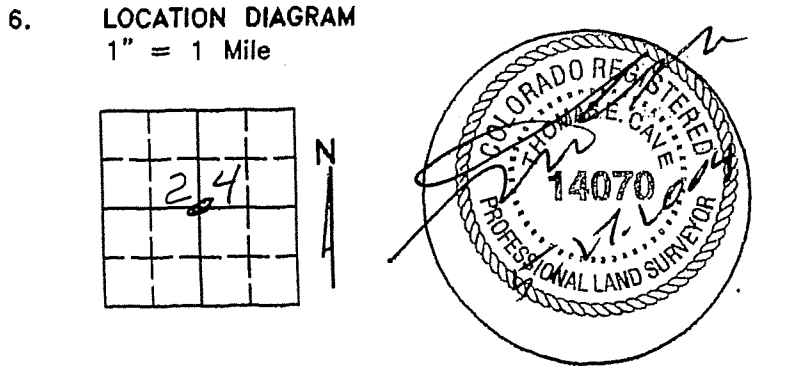 6. LOCATION DIAGRAM
1" = 1 Mile
N
24
COLORADO REGISTERED
THOMAS E. CAVE
14070
PROFESSIONAL LAND SURVEYOR